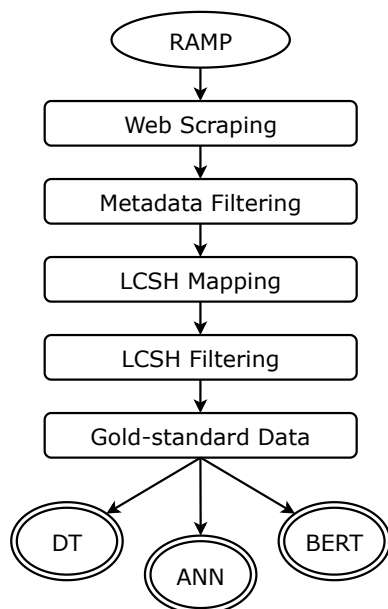 RAMP
Web Scraping
Metadata Filtering
LCSH Mapping
LCSH Filtering
Gold-standard Data
DT
ANN
BERT